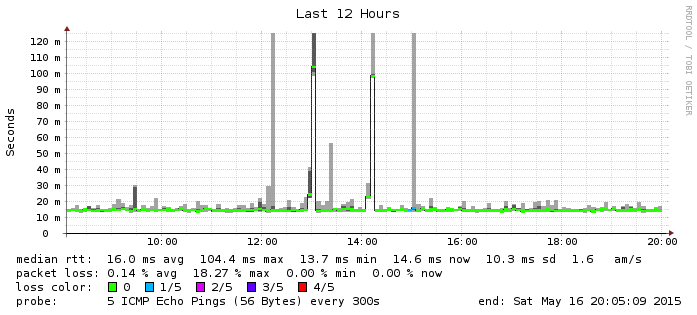 Last 12 Hours
RRDTOOL / TOBI OETIKER
Seconds
120 m
110 m
100 m
90 m
80 m
70 m
60 m
50 m
40 m
30 m
20 m
10 m
0
10:00 12:00 14:00 16:00 18:00 20:00
median rtt: 16.0 ms avg 104.4 ms max 13.7 ms min 14.6 ms now 10.3 ms sd 1.6 am/s
packet loss: 0.14 % avg 18.27 % max 0.00 % min 0.00 % now
loss color: 0 1/5 2/5 3/5 4/5
probe: 5 ICMP Echo Pings (56 Bytes) every 300s end: Sat May 16 20:05:09 2015